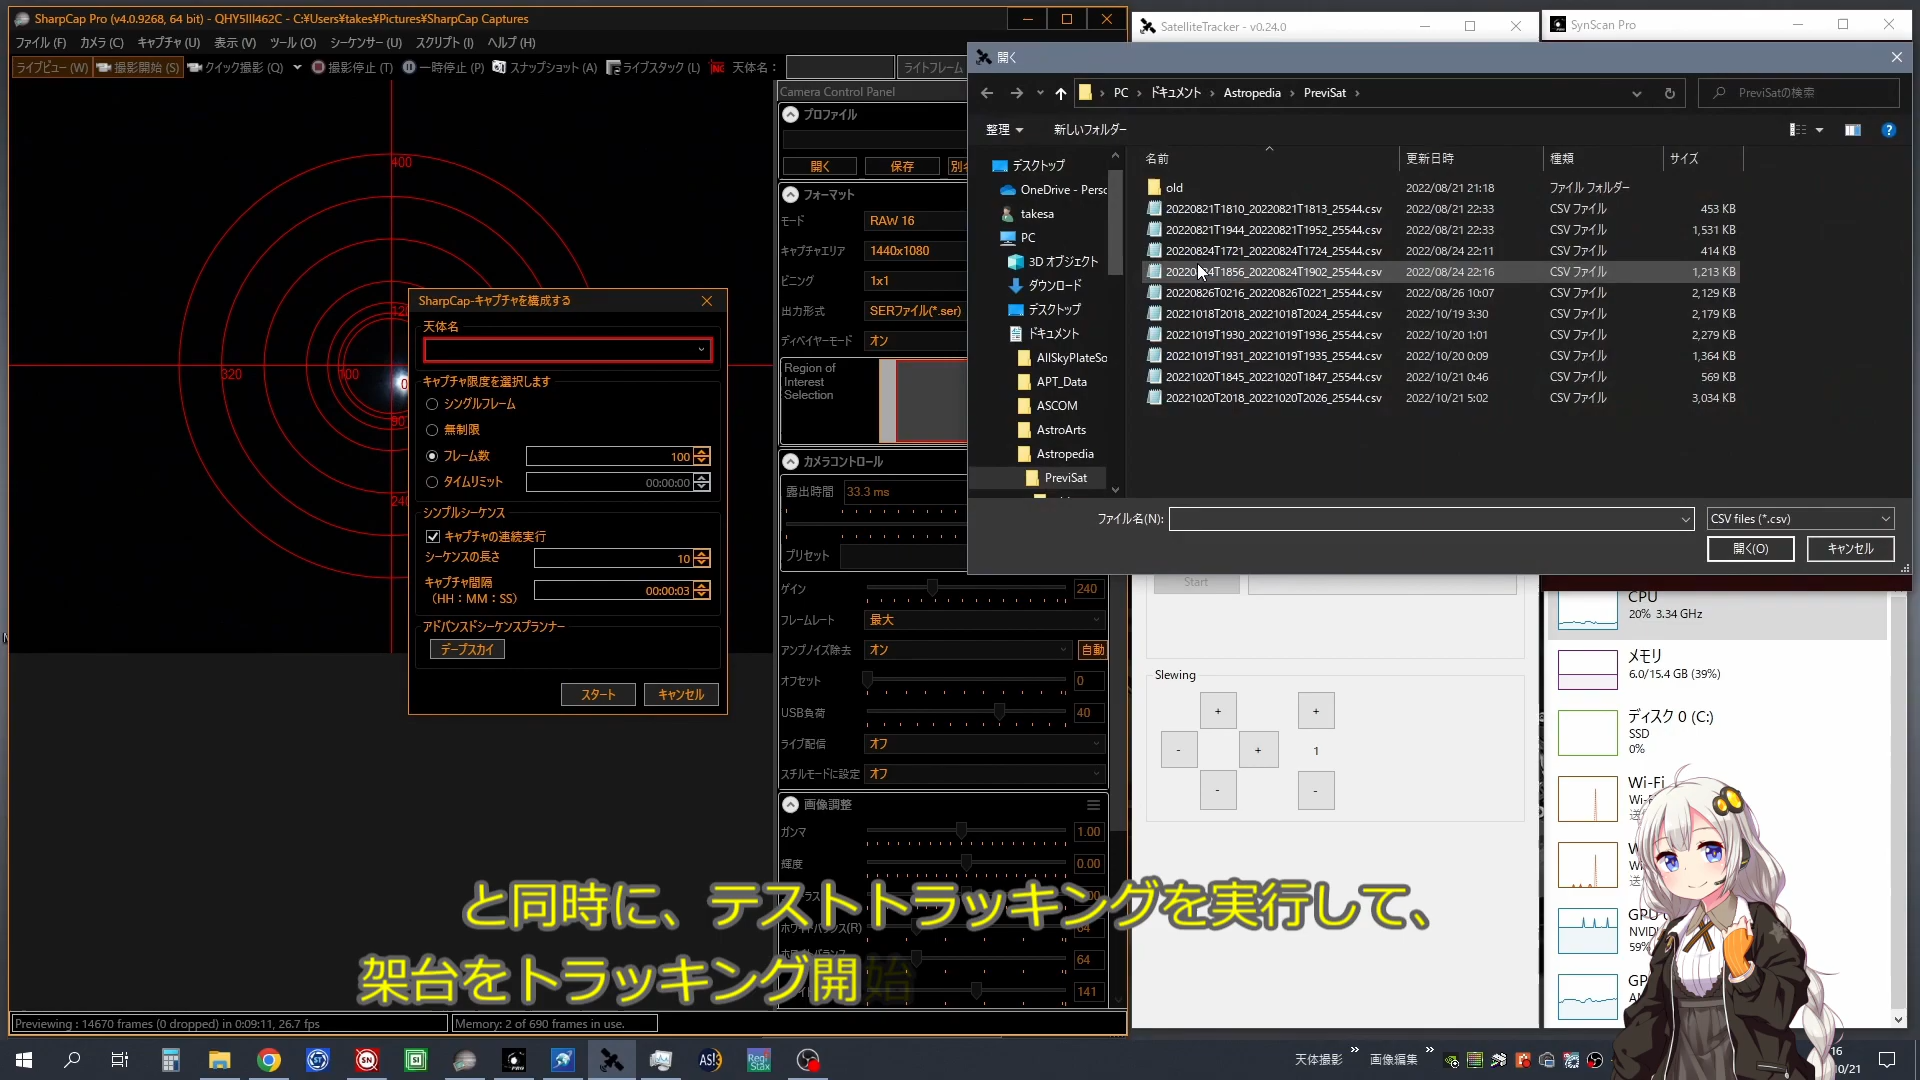 SharpCap Pro (v4.0.9268, 64 bit) - QHY5III462C - C:¥Users¥takes¥Pictures¥SharpCap Captures
ファイル (F) カメラ (C) キャプチャ (U) 表示 (V) ツール (O) シーケンサー (U) スクリプト (I) ヘルプ (H)
ライブビュー (W) 撮影開始 (S) クイック撮影 (Q) 撮影停止 (T) 一時停止 (P) スナップショット (A) ライブスタック (L) 天体名： ライトフレーム
400
320
100
0
90
240
Camera Control Panel
プロファイル
開く 保存 別名
フォーマット
モード RAW 16
キャプチャエリア 1440x1080
ビニング 1x1
出力形式 SERファイル(*.ser)
ディベイヤーモード オン
Region of
Interest
Selection
カメラコントロール
露出時間 33.3 ms
プリセット
ゲイン 240
フレームレート 最大
アンプノイズ除去 オン 自動
オフセット 0
USB負荷 40
ライブ配信 オフ
スチルモードに設定 オフ
画像調整
ガンマ 1.00
輝度 0.00
ホワイトバランス(R) 64
64
141
SharpCap-キャプチャを構成する
天体名
キャプチャ限度を選択します
シングルフレーム
無制限
フレーム数 100
タイムリミット 00:00:00
シンプルシーケンス
キャプチャの連続実行
シーケンスの長さ 10
キャプチャ間隔 00:00:03
（HH：MM：SS）
アドバンスドシーケンスプランナー
ディープスカイ
スタート キャンセル
Previewing : 14670 frames (0 dropped) in 0:09:11, 26.7 fps
Memory: 2 of 690 frames in use.
SatelliteTracker - v0.24.0
SynScan Pro
開く
PC › ドキュメント › Astropedia › PreviSat ›
PreviSatの検索
整理 新しいフォルダー
デスクトップ
OneDrive - Perso
takesa
PC
3D オブジェクト
ダウンロード
デスクトップ
ドキュメント
AllSkyPlateSo
APT_Data
ASCOM
AstroArts
Astropedia
PreviSat
名前 更新日時 種類 サイズ
old 2022/08/21 21:18 ファイル フォルダー
20220821T1810_20220821T1813_25544.csv 2022/08/21 22:33 CSV ファイル 453 KB
20220821T1944_20220821T1952_25544.csv 2022/08/21 22:33 CSV ファイル 1,531 KB
20220824T1721_20220824T1724_25544.csv 2022/08/24 22:11 CSV ファイル 414 KB
20220824T1856_20220824T1902_25544.csv 2022/08/24 22:16 CSV ファイル 1,213 KB
20220826T0216_20220826T0221_25544.csv 2022/08/26 10:07 CSV ファイル 2,129 KB
20221018T2018_20221018T2024_25544.csv 2022/10/19 3:30 CSV ファイル 2,179 KB
20221019T1930_20221019T1936_25544.csv 2022/10/20 1:01 CSV ファイル 2,279 KB
20221019T1931_20221019T1935_25544.csv 2022/10/20 0:09 CSV ファイル 1,364 KB
20221020T1845_20221020T1847_25544.csv 2022/10/21 0:46 CSV ファイル 569 KB
20221020T2018_20221020T2026_25544.csv 2022/10/21 5:02 CSV ファイル 3,034 KB
ファイル名(N): CSV files (*.csv)
開く(O) キャンセル
Start
Slewing
+ +
- + 1
- -
CPU
20% 3.34 GHz
メモリ
6.0/15.4 GB (39%)
ディスク 0 (C:)
SSD
0%
Wi-Fi
GPU
NVIDI
59%
と同時に、テストトラッキングを実行して、
架台をトラッキング開始
天体撮影 画像編集